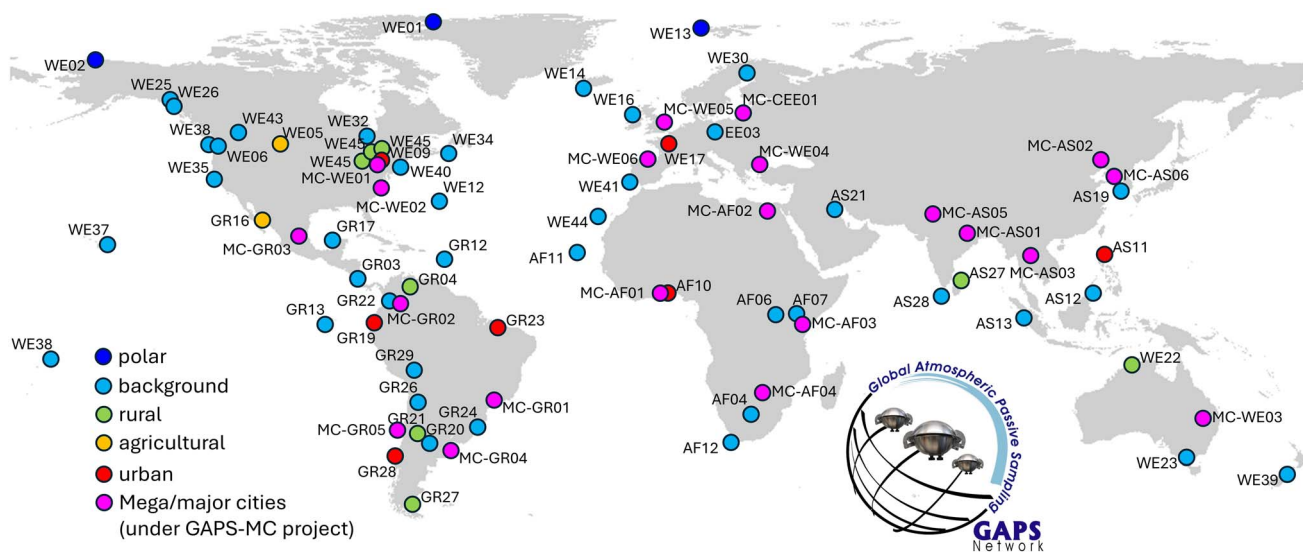 WE01
WE13
WE02
WE30
WE14
WE25
WE26
WE16
MC-CEE01
MC-WE05
WE43
WE32
WE38
WE05
WE45
WE45
WE34
EE03
WE09
WE06
WE45
MC-WE06
WE17
MC-WE04
MC-AS02
WE35
MC-WE01
WE40
MC-AS06
WE41
WE12
AS19
MC-WE02
AS21
GR16
WE44
MC-AF02
MC-AS05
WE37
GR17
MC-AS01
MC-GR03
GR12
AS11
AF11
MC-AS03
GR03
AS27
GR04
MC-AF01
AF10
GR22
AF06
AF07
AS28
AS12
GR13
MC-GR02
MC-AF03
AS13
GR23
GR19
WE38
WE22
polar
GR29
background
GR26
MC-AF04
rural
GR24
AF04
MC-GR01
GR21
MC-WE03
MC-GR05
GR20
agricultural
AF12
MC-GR04
WE23
urban
GR28
WE39
Mega/major cities
(under GAPS-MC project)
GR27
Global Atmospheric Passive Sampling
GAPS
Network